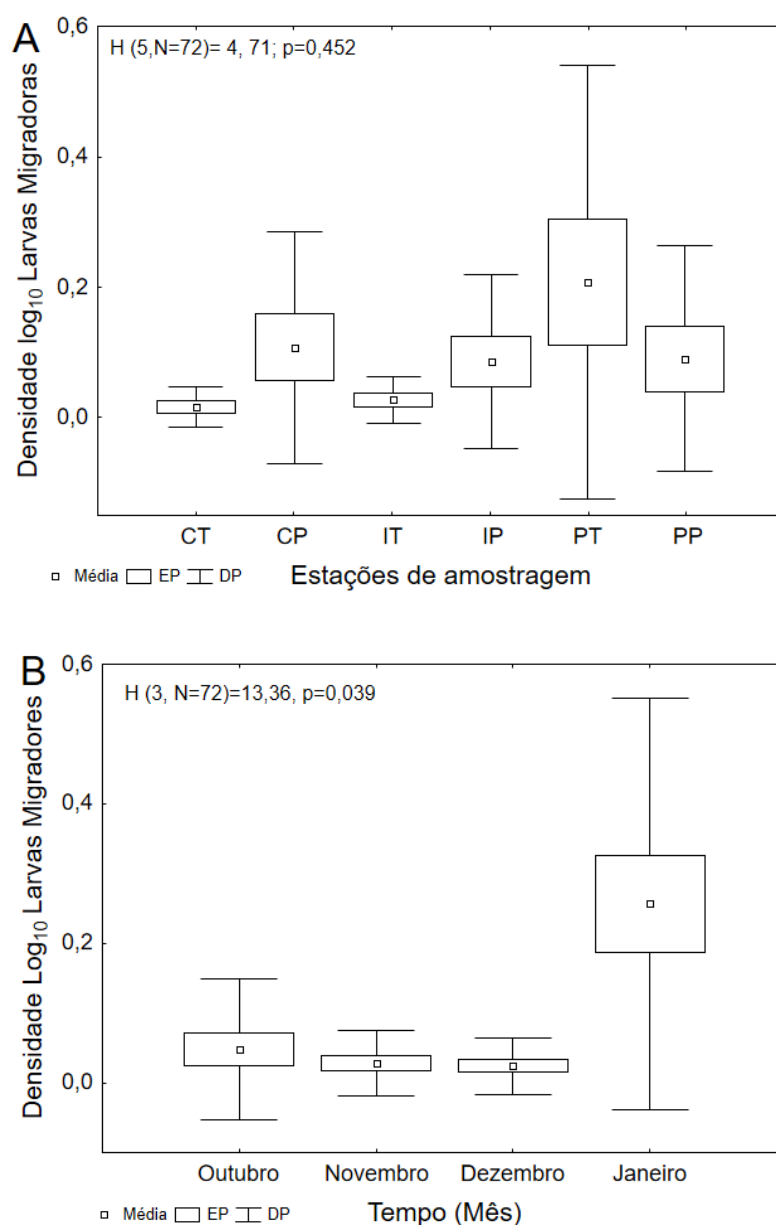 A
H (5,N=72)= 4, 71; p=0,452
Densidade log₁₀ Larvas Migradoras
0,6
0,4
0,2
0,0
CT CP IT IP PT PP
Média EP DP Estações de amostragem
B
H (3, N=72)=13,36, p=0,039
Densidade Log₁₀ Larvas Migradores
0,6
0,4
0,2
0,0
Outubro Novembro Dezembro Janeiro
Média EP DP Tempo (Mês)